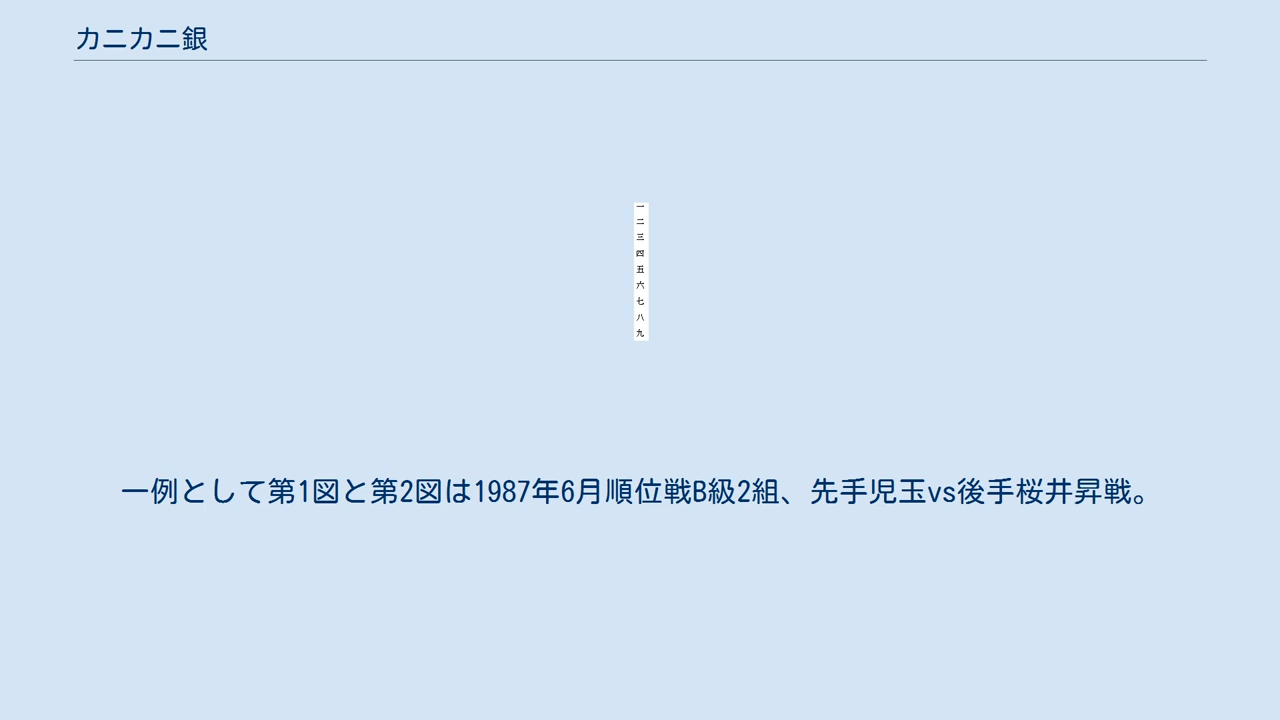 カニカニ銀
一
二
三
四
五
六
七
八
九
一例として第1図と第2図は1987年6月順位戦B級2組、先手児玉vs後手桜井昇戦。